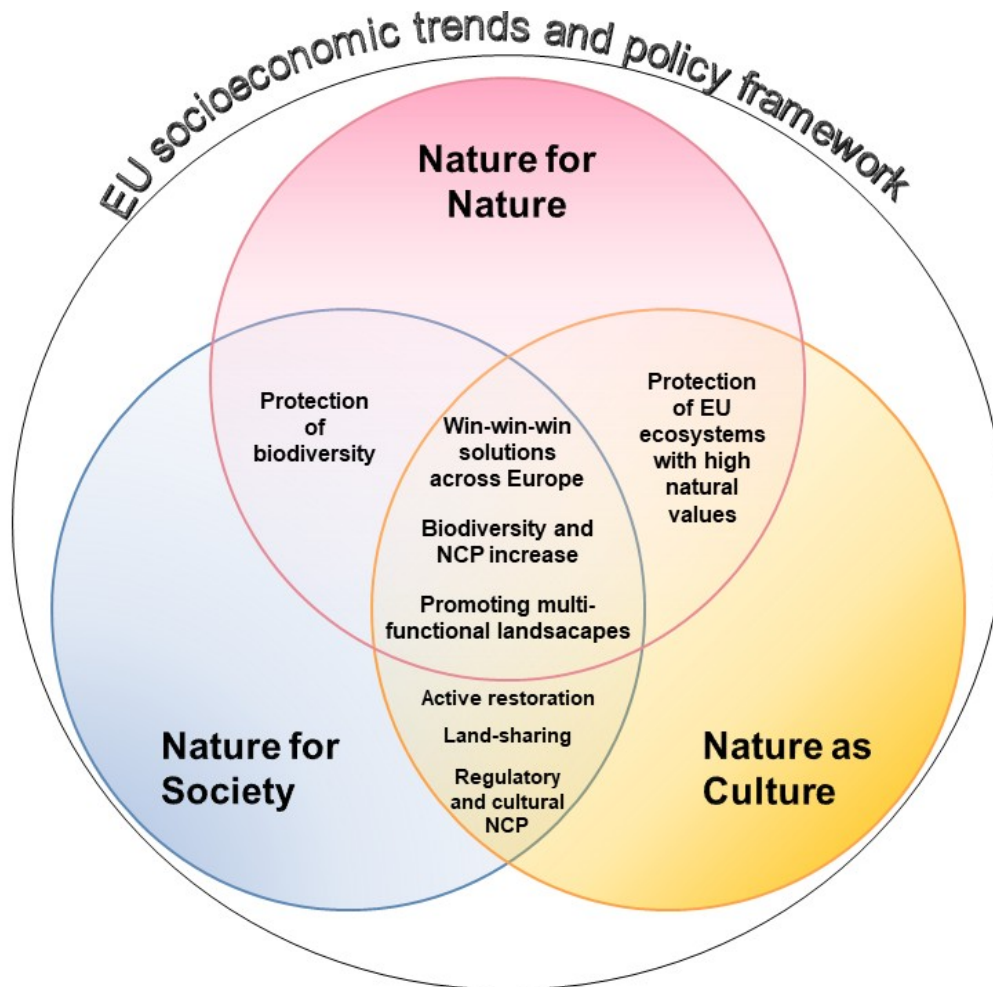 EU socioeconomic trends and policy framework
Nature for
Nature
Protection
of
biodiversity
Win-win-win
solutions
across Europe
Biodiversity and
NCP increase
Promoting multi-
functional landsacapes
Protection
of EU
ecosystems
with high
natural
values
Active restoration
Land-sharing
Regulatory
and cultural
NCP
Nature for
Society
Nature as
Culture